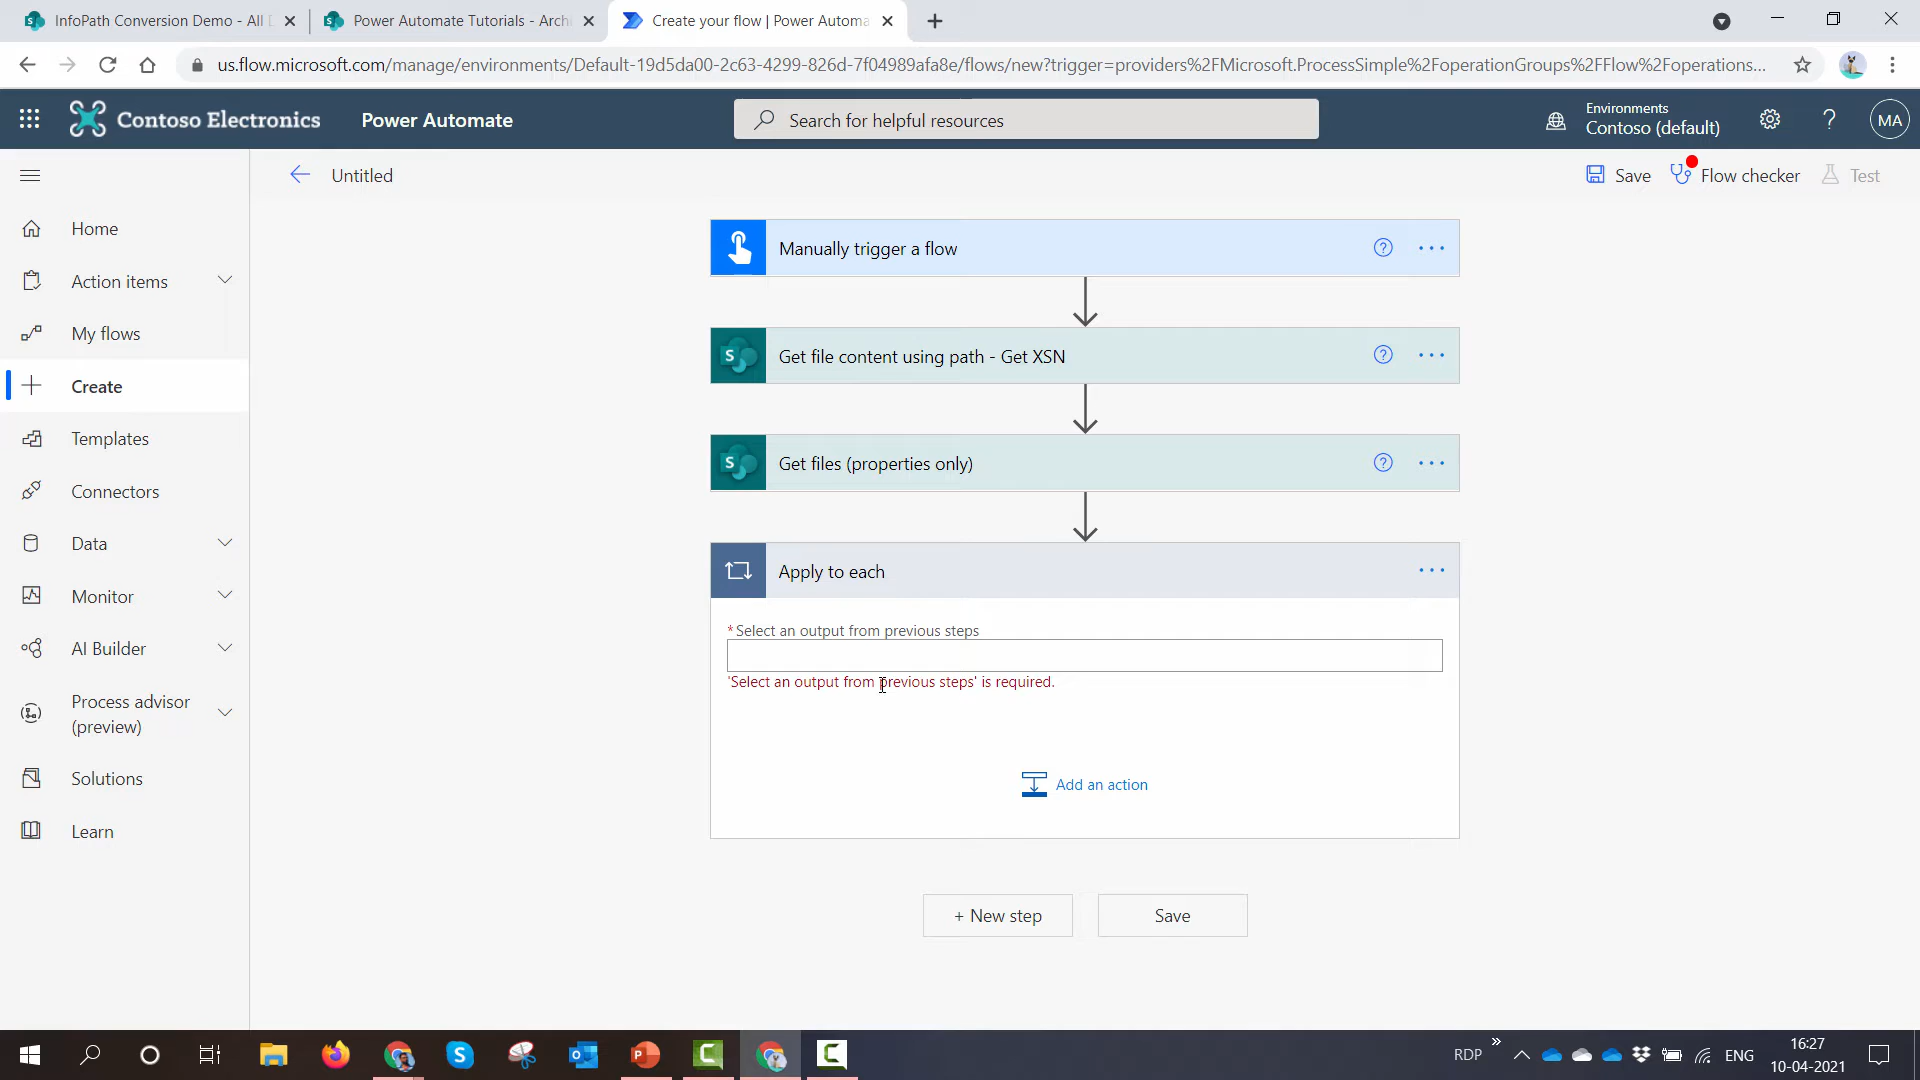 InfoPath Conversion Demo - All D
Power Automate Tutorials - Archi
Create your flow | Power Automa
us.flow.microsoft.com/manage/environments/Default-19d5da00-2c63-4299-826d-7f04989afa8e/flows/new?trigger=providers%2FMicrosoft.ProcessSimple%2FoperationGroups%2FFlow%2Foperations...
Contoso Electronics
Power Automate
Search for helpful resources
Environments
Contoso (default)
MA
Untitled
Save
Flow checker
Test
Home
Action items
My flows
Create
Templates
Connectors
Data
Monitor
AI Builder
Process advisor
(preview)
Solutions
Learn
Manually trigger a flow
Get file content using path - Get XSN
Get files (properties only)
Apply to each
*Select an output from previous steps
'Select an output from previous steps' is required.
Add an action
+ New step
Save
RDP
ENG
16:27
10-04-2021